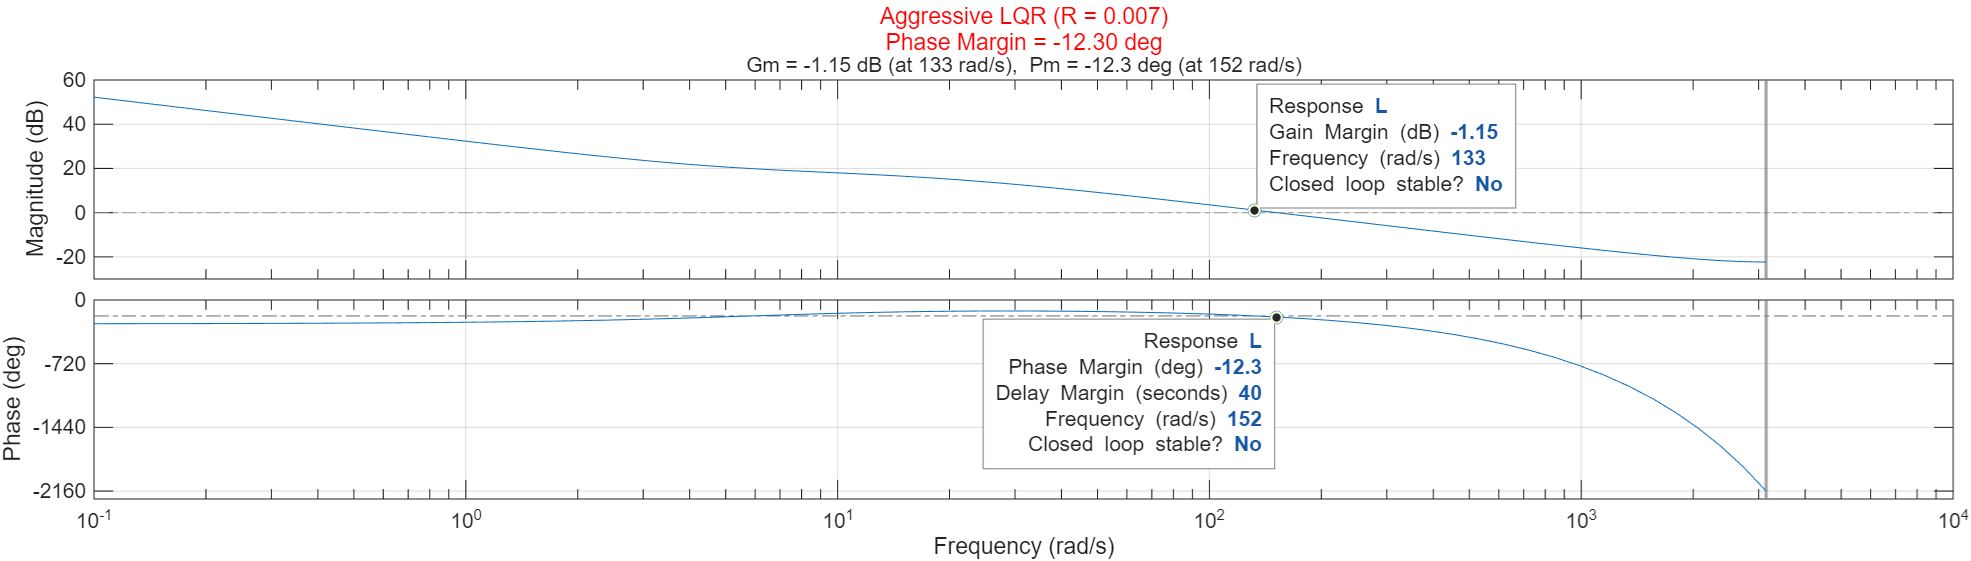 Aggressive LQR (R = 0.007)
Phase Margin = -12.30 deg
Gm = -1.15 dB (at 133 rad/s),  Pm = -12.3 deg (at 152 rad/s)
Magnitude (dB)
60
40
20
0
-20
Response L
Gain Margin (dB) -1.15
Frequency (rad/s) 133
Closed loop stable? No
Phase (deg)
0
-720
-1440
-2160
Response L
Phase Margin (deg) -12.3
Delay Margin (seconds) 40
Frequency (rad/s) 152
Closed loop stable? No
10⁻¹ 10⁰ 10¹ 10² 10³ 10⁴
Frequency (rad/s)